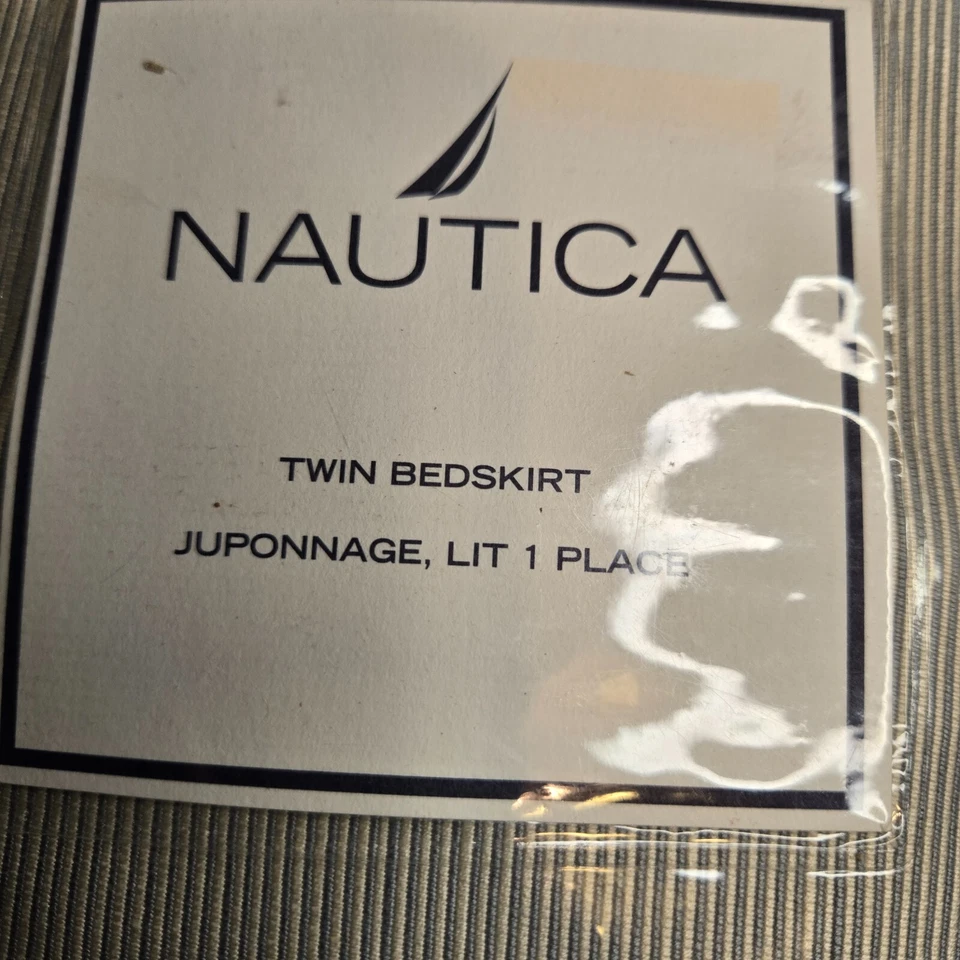 NAUTICA
TWIN BEDSKIRT
JUPONNAGE, LIT 1 PLACE